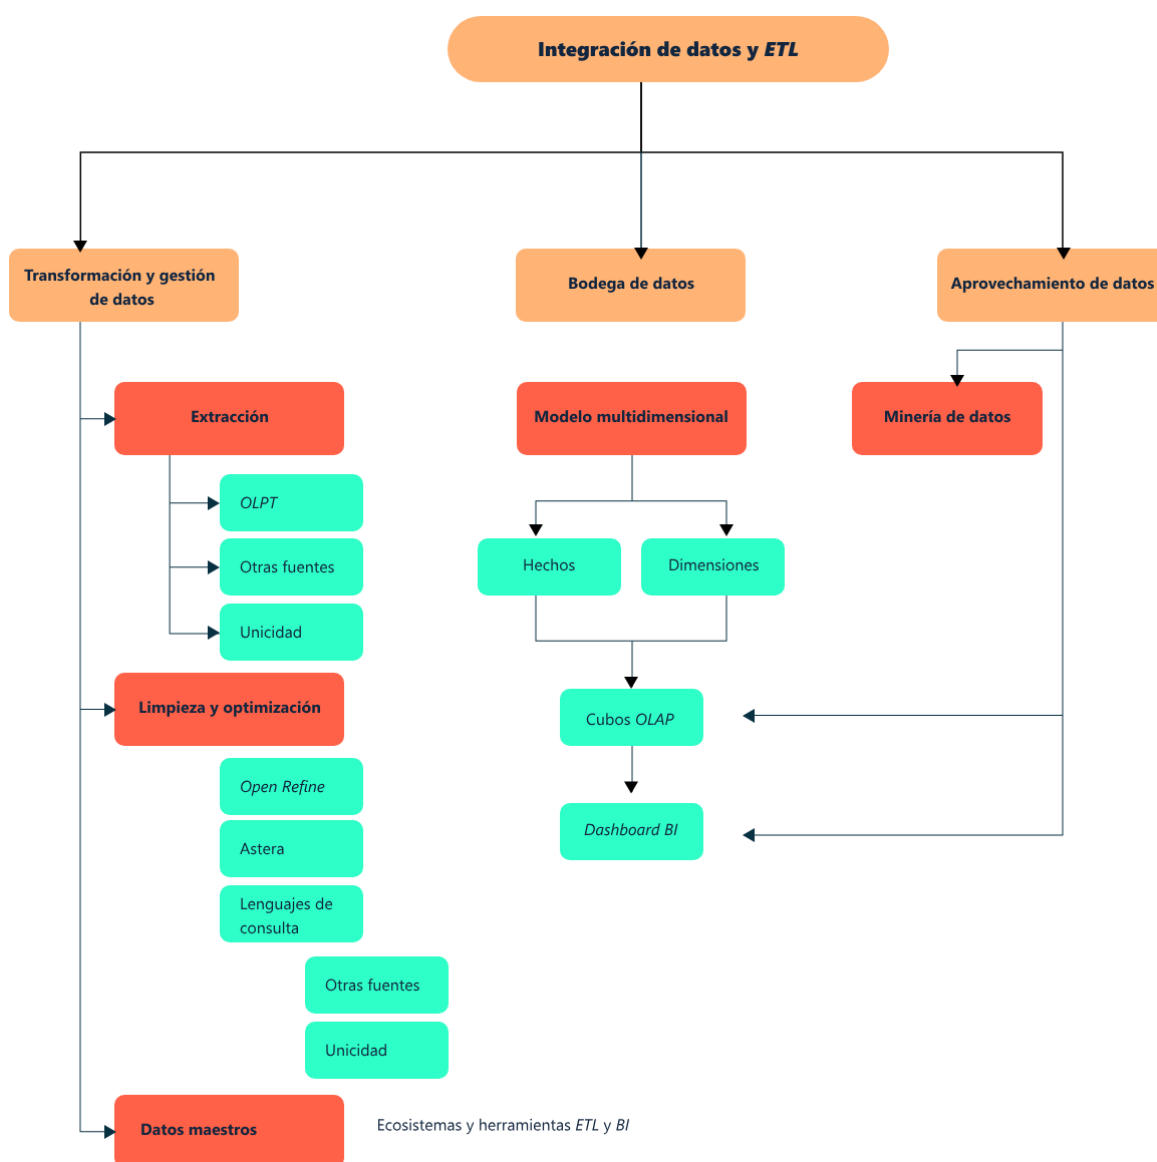 Integración de datos y ETL
Transformación y gestión
de datos
Bodega de datos
Aprovechamiento de datos
Extracción
OLPT
Otras fuentes
Unicidad
Limpieza y optimización
Open Refine
Astera
Lenguajes de
consulta
Otras fuentes
Unicidad
Datos maestros
Ecosistemas y herramientas ETL y BI
Modelo multidimensional
Hechos
Dimensiones
Cubos OLAP
Dashboard BI
Minería de datos